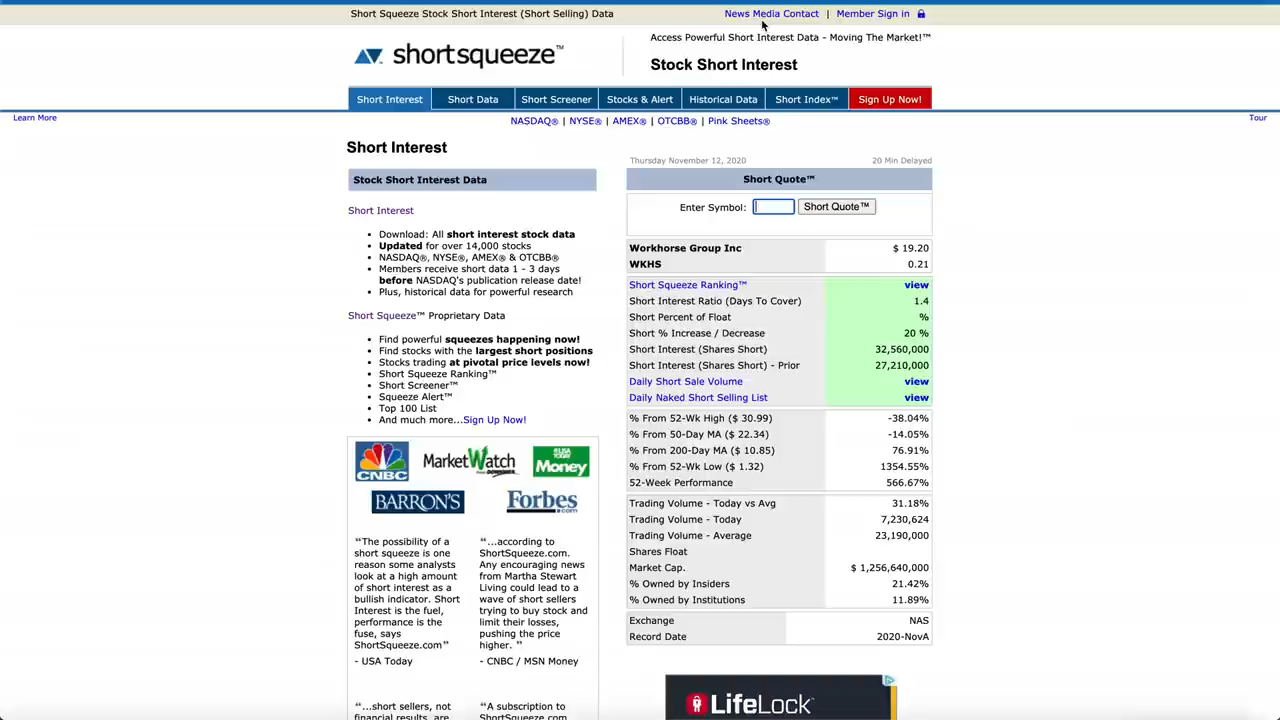 Short Squeeze Stock Short Interest (Short Selling) Data
News Media Contact | Member Sign in
shortsqueeze™
Access Powerful Short Interest Data - Moving The Market!™
Stock Short Interest
Short Interest
Short Data
Short Screener
Stocks & Alert
Historical Data
Short Index™
Sign Up Now!
Learn More
NASDAQ® | NYSE® | AMEX® | OTCBB® | Pink Sheets®
Tour
Short Interest
Stock Short Interest Data
Short Interest
• Download: All short interest stock data
• Updated for over 14,000 stocks
• NASDAQ®, NYSE®, AMEX® & OTCBB®
• Members receive short data 1 - 3 days
before NASDAQ's publication release date!
• Plus, historical data for powerful research
Short Squeeze™ Proprietary Data
• Find powerful squeezes happening now!
• Find stocks with the largest short positions
• Stocks trading at pivotal price levels now!
• Short Squeeze Ranking™
• Short Screener™
• Squeeze Alert™
• Top 100 List
• And much more...Sign Up Now!
CNBC
MarketWatch
USA TODAY
Money
BARRON'S
Forbes
.com
"The possibility of a
short squeeze is one
reason some analysts
look at a high amount
of short interest as a
bullish indicator. Short
Interest is the fuel,
performance is the
fuse, says
ShortSqueeze.com"
- USA Today
"...according to
ShortSqueeze.com.
Any encouraging news
from Martha Stewart
Living could lead to a
wave of short sellers
trying to buy stock and
limit their losses,
pushing the price
higher. "
- CNBC / MSN Money
"...short sellers, not
financial results, are
"A subscription to
ShortSqueeze.com
Thursday November 12, 2020
20 Min Delayed
Short Quote™
Enter Symbol: Short Quote™
Workhorse Group Inc $ 19.20
WKHS 0.21
Short Squeeze Ranking™ view
Short Interest Ratio (Days To Cover) 1.4
Short Percent of Float %
Short % Increase / Decrease 20 %
Short Interest (Shares Short) 32,560,000
Short Interest (Shares Short) - Prior 27,210,000
Daily Short Sale Volume view
Daily Naked Short Selling List view
% From 52-Wk High ($ 30.99) -38.04%
% From 50-Day MA ($ 22.34) -14.05%
% From 200-Day MA ($ 10.85) 76.91%
% From 52-Wk Low ($ 1.32) 1354.55%
52-Week Performance 566.67%
Trading Volume - Today vs Avg 31.18%
Trading Volume - Today 7,230,624
Trading Volume - Average 23,190,000
Shares Float
Market Cap. $ 1,256,640,000
% Owned by Insiders 21.42%
% Owned by Institutions 11.89%
Exchange NAS
Record Date 2020-NovA
LifeLock